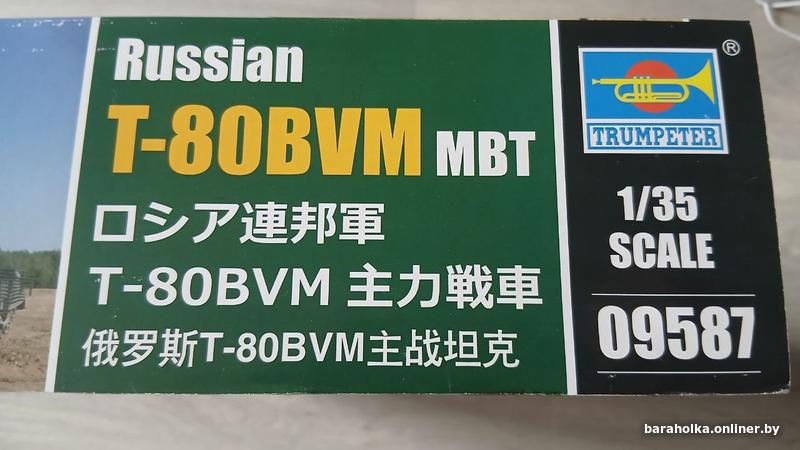 Russian
T-80BVM MBT
ロシア連邦軍
T-80BVM 主力戦車
俄罗斯T-80BVM主战坦克
®
TRUMPETER
1/35
SCALE
09587
baraholka.onliner.by